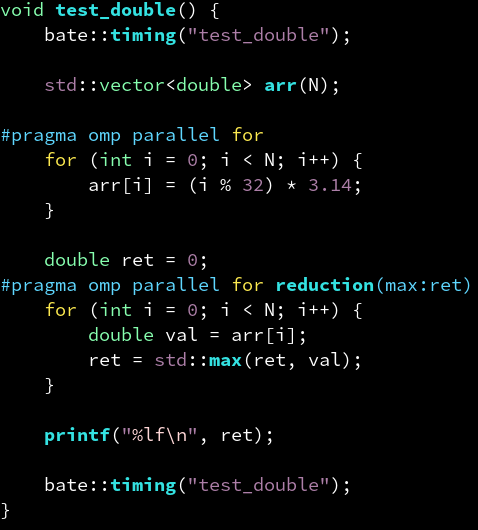 void test_double() {
    bate::timing("test_double");

    std::vector<double> arr(N);

#pragma omp parallel for
    for (int i = 0; i < N; i++) {
        arr[i] = (i % 32) * 3.14;
    }

    double ret = 0;
#pragma omp parallel for reduction(max:ret)
    for (int i = 0; i < N; i++) {
        double val = arr[i];
        ret = std::max(ret, val);
    }

    printf("%lf\n", ret);

    bate::timing("test_double");
}